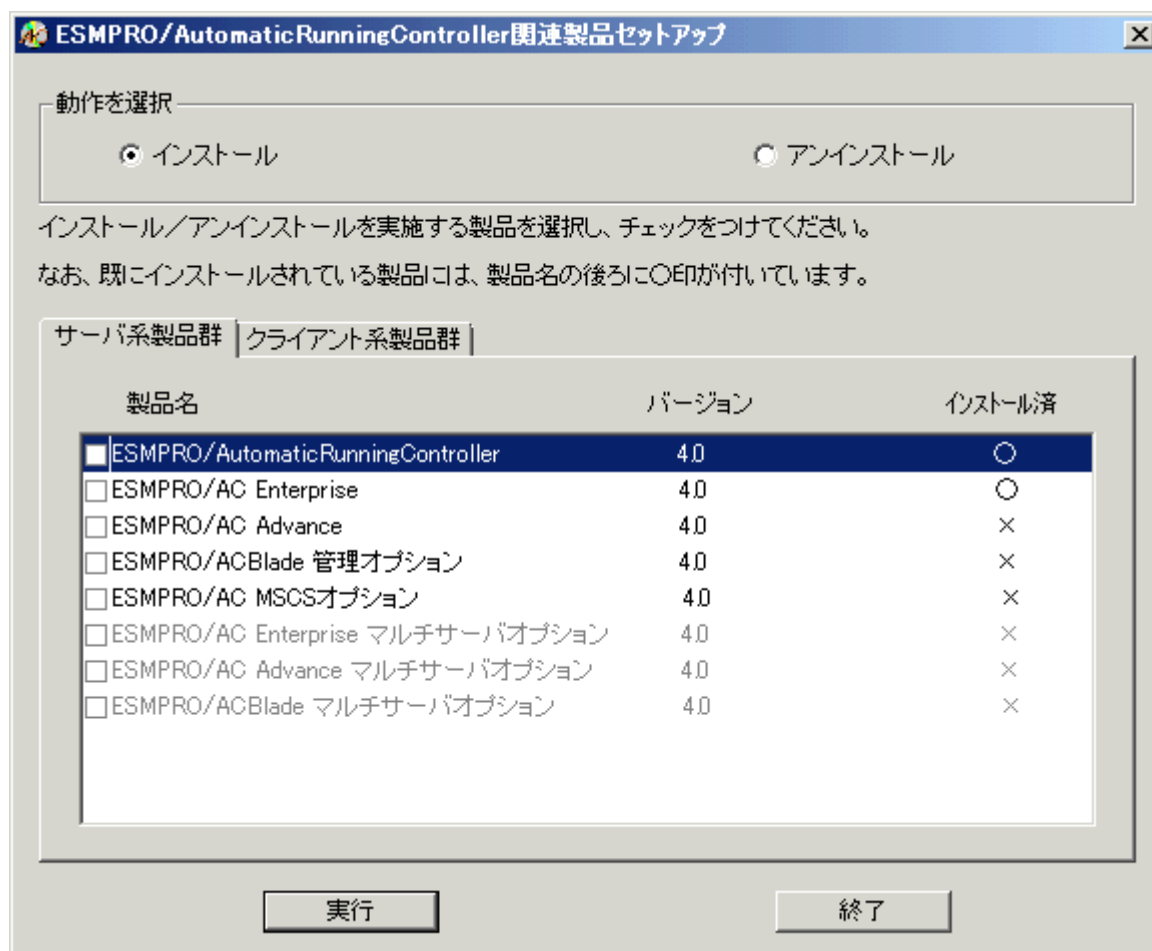 ESMPRO/AutomaticRunningController関連製品セットアップ
動作を選択
インストール アンインストール
インストール／アンインストールを実施する製品を選択し、チェックをつけてください。
なお、既にインストールされている製品には、製品名の後ろに○印が付いています。
サーバ系製品群 クライアント系製品群
製品名 バージョン インストール済
ESMPRO/AutomaticRunningController 4.0 ○
ESMPRO/AC Enterprise 4.0 ○
ESMPRO/AC Advance 4.0 ×
ESMPRO/ACBlade 管理オプション 4.0 ×
ESMPRO/AC MSCSオプション 4.0 ×
ESMPRO/AC Enterprise マルチサーバオプション 4.0 ×
ESMPRO/AC Advance マルチサーバオプション 4.0 ×
ESMPRO/ACBlade マルチサーバオプション 4.0 ×
実行 終了